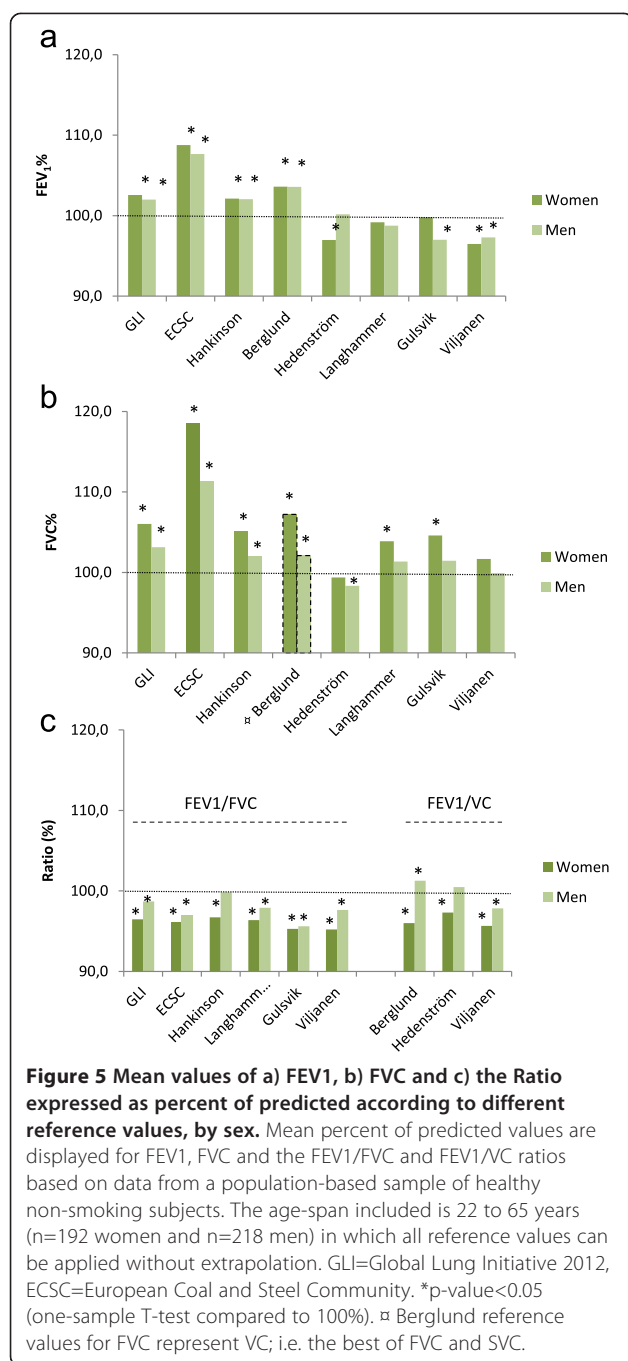 a
120,0
* * * * * * * *
110,0
FEV1%
Women
100,0
* * * *
Men
90,0
GLI ECSC Hankinson Berglund Hedenström Langhammer Gulsvik Viljanen
b
120,0
*
*
110,0
* * * * * * * * *
FVC%
Women
100,0
Men
90,0
GLI ECSC Hankinson ¤ Berglund Hedenström Langhammer Gulsvik Viljanen
c
120,0
FEV1/FVC FEV1/VC
110,0
Ratio (%)
Women
100,0
* * * * * * * * * * * * * * * *
Men
90,0
GLI ECSC Hankinson Langhamm... Gulsvik Viljanen Berglund Hedenström Viljanen
Figure 5 Mean values of a) FEV1, b) FVC and c) the Ratio
expressed as percent of predicted according to different
reference values, by sex. Mean percent of predicted values are
displayed for FEV1, FVC and the FEV1/FVC and FEV1/VC ratios
based on data from a population-based sample of healthy
non-smoking subjects. The age-span included is 22 to 65 years
(n=192 women and n=218 men) in which all reference values can
be applied without extrapolation. GLI=Global Lung Initiative 2012,
ECSC=European Coal and Steel Community. *p-value<0.05
(one-sample T-test compared to 100%). ¤ Berglund reference
values for FVC represent VC; i.e. the best of FVC and SVC.